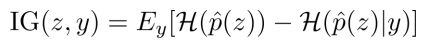 IG(z, y) = E_y[ℋ(p̂(z)) − ℋ(p̂(z)|y)]